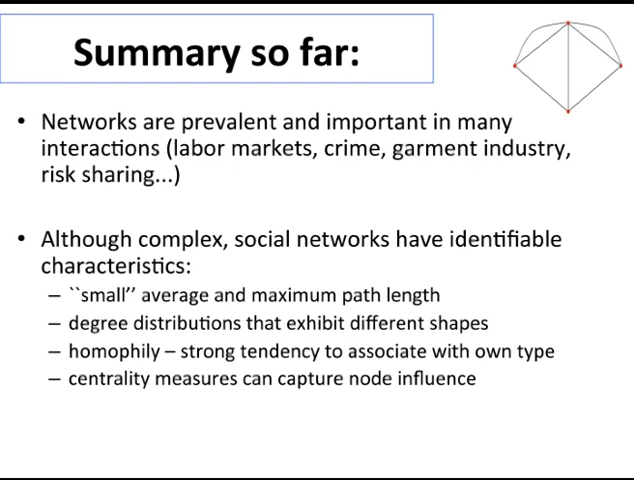 Summary so far:
• Networks are prevalent and important in many
interactions (labor markets, crime, garment industry,
risk sharing...)
• Although complex, social networks have identifiable
characteristics:
– ``small’’ average and maximum path length
– degree distributions that exhibit different shapes
– homophily – strong tendency to associate with own type
– centrality measures can capture node influence